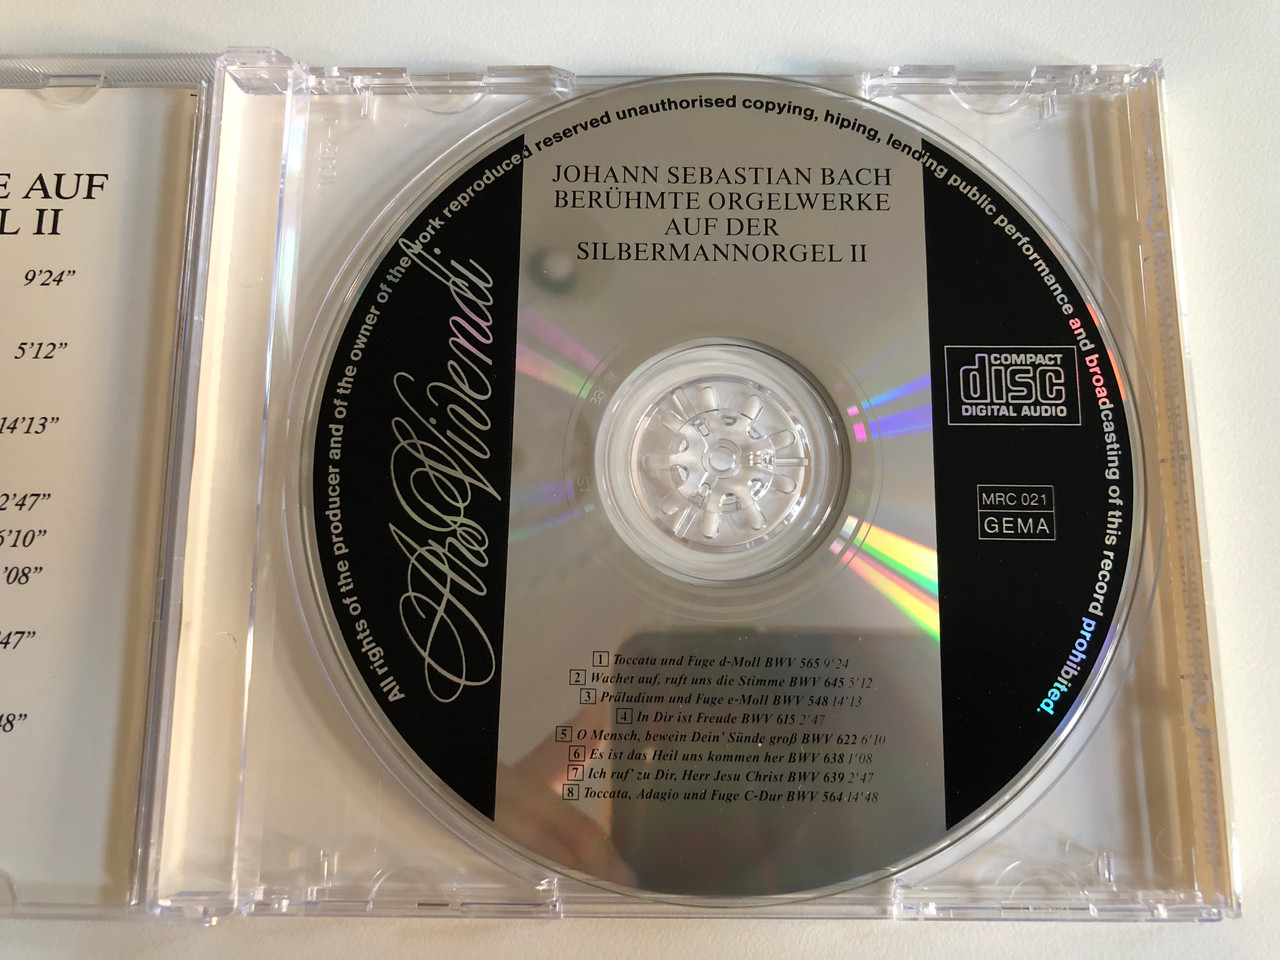 E AUF
L II
9’24”
5’12”
14’13”
2’47”
6’10”
1’08”
’47”
48”
All rights of the producer and of the owner of the work reproduced reserved unauthorised copying, hiping, lending public performance and broadcasting of this record prohibited.
JOHANN SEBASTIAN BACH
BERÜHMTE ORGELWERKE
AUF DER
SILBERMANNORGEL II
Ars Vivendi
COMPACT
disc
DIGITAL AUDIO
MRC 021
GEMA
1 Toccata und Fuge d-Moll BWV 565 9’24
2 Wachet auf, ruft uns die Stimme BWV 645 5’12
3 Präludium und Fuge e-Moll BWV 548 14’13
4 In Dir ist Freude BWV 615 2’47
5 O Mensch, bewein Dein’ Sünde groß BWV 622 6’10
6 Es ist das Heil uns kommen her BWV 638 1’08
7 Ich ruf’ zu Dir, Herr Jesu Christ BWV 639 2’47
8 Toccata, Adagio und Fuge C-Dur BWV 564 14’48